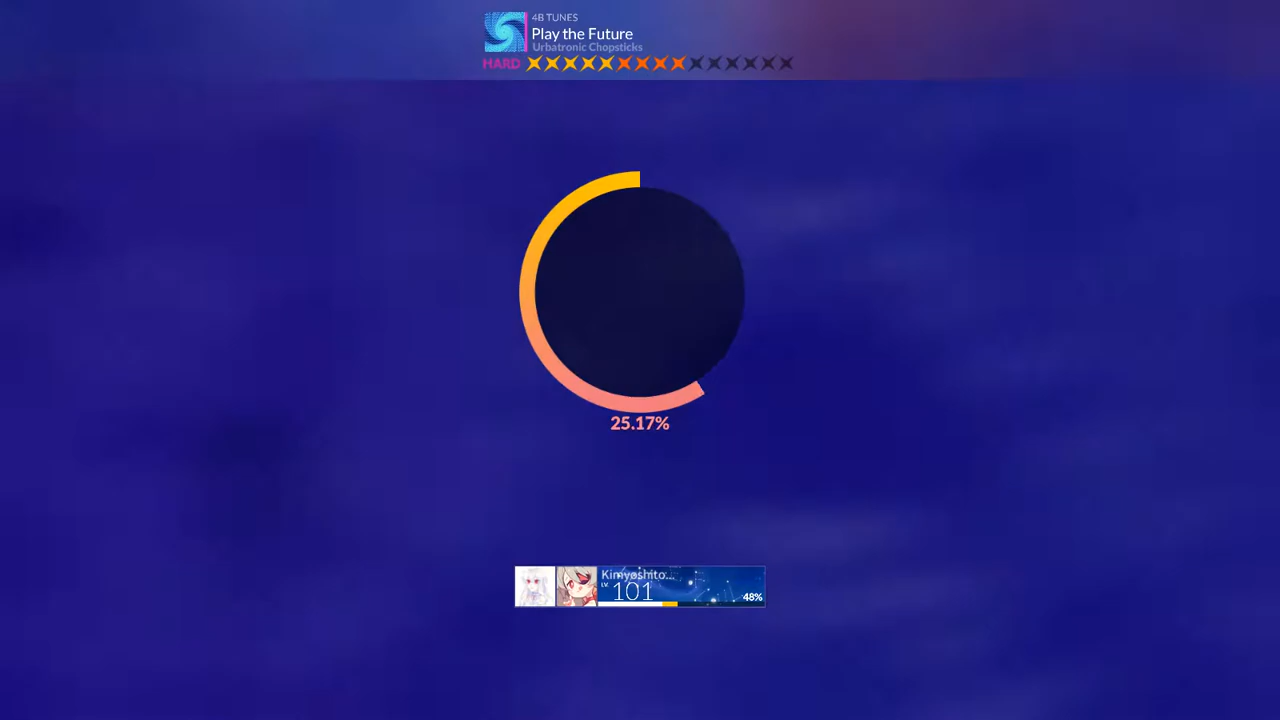 4B TUNES
Play the Future
Urbatronic Chopsticks
HARD
25.17%
Kimyoshito...
LV.
101
48%